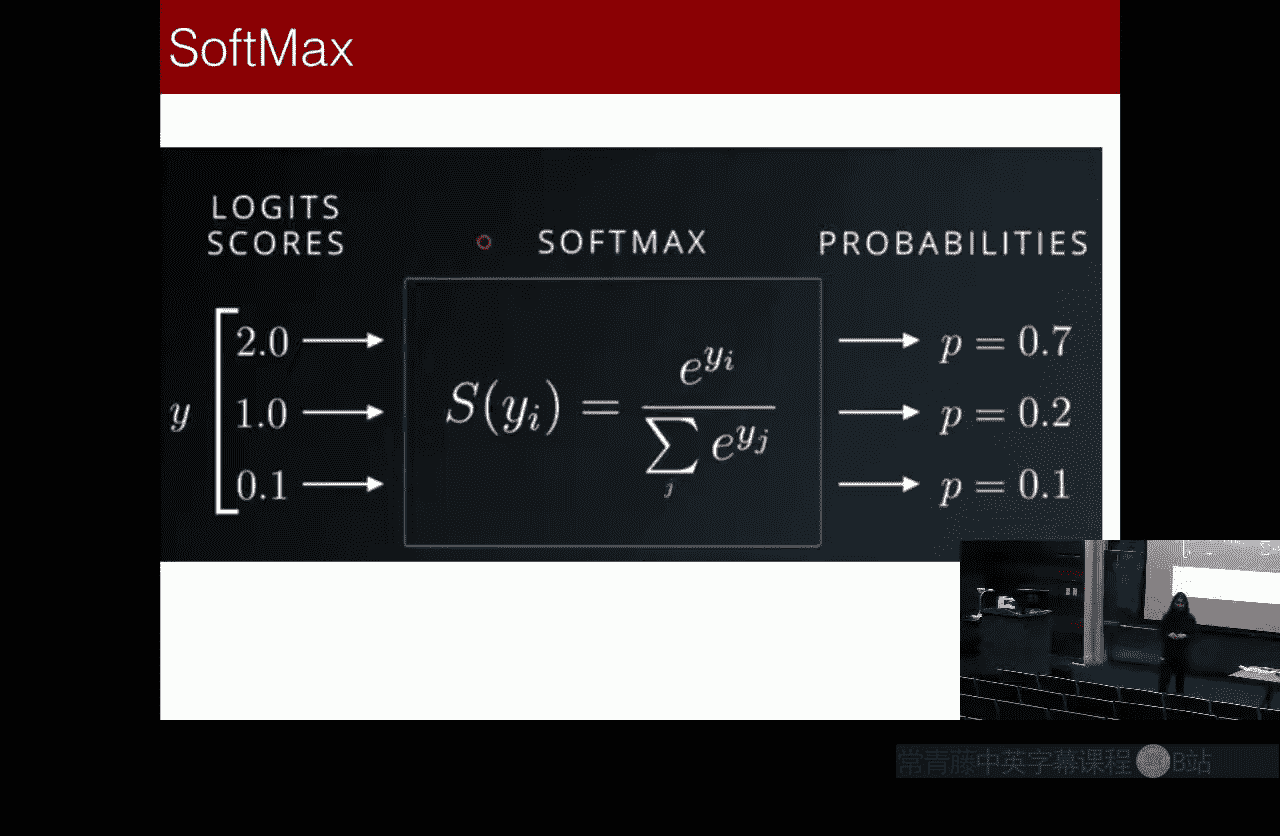 SoftMax
LOGITS
SCORES
SOFTMAX
PROBABILITIES
y
2.0
1.0
0.1
S(y_i) = e^{y_i} / \sum_j e^{y_j}
p = 0.7
p = 0.2
p = 0.1
常青藤中英字幕课程 B站